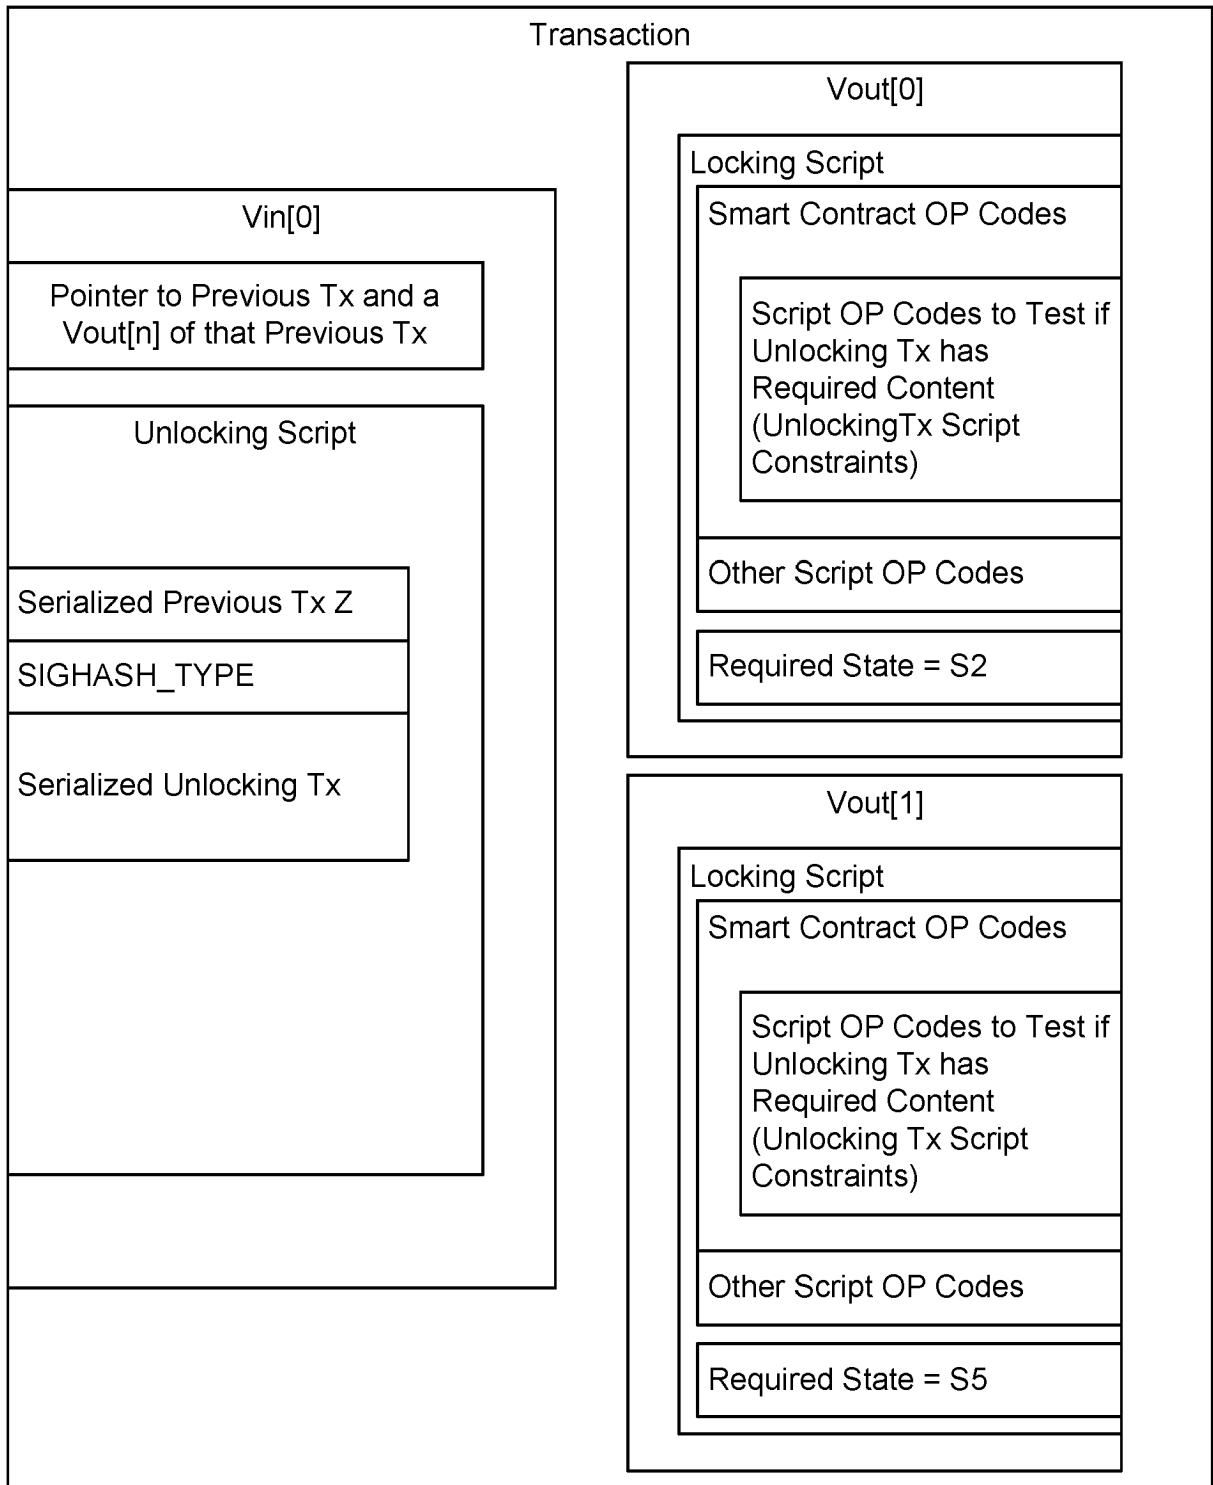 Transaction
Vin[0]
Pointer to Previous Tx and a
Vout[n] of that Previous Tx
Unlocking Script
Serialized Previous Tx Z
SIGHASH_TYPE
Serialized Unlocking Tx
Vout[0]
Locking Script
Smart Contract OP Codes
Script OP Codes to Test if
Unlocking Tx has
Required Content
(UnlockingTx Script
Constraints)
Other Script OP Codes
Required State = S2
Vout[1]
Locking Script
Smart Contract OP Codes
Script OP Codes to Test if
Unlocking Tx has
Required Content
(Unlocking Tx Script
Constraints)
Other Script OP Codes
Required State = S5